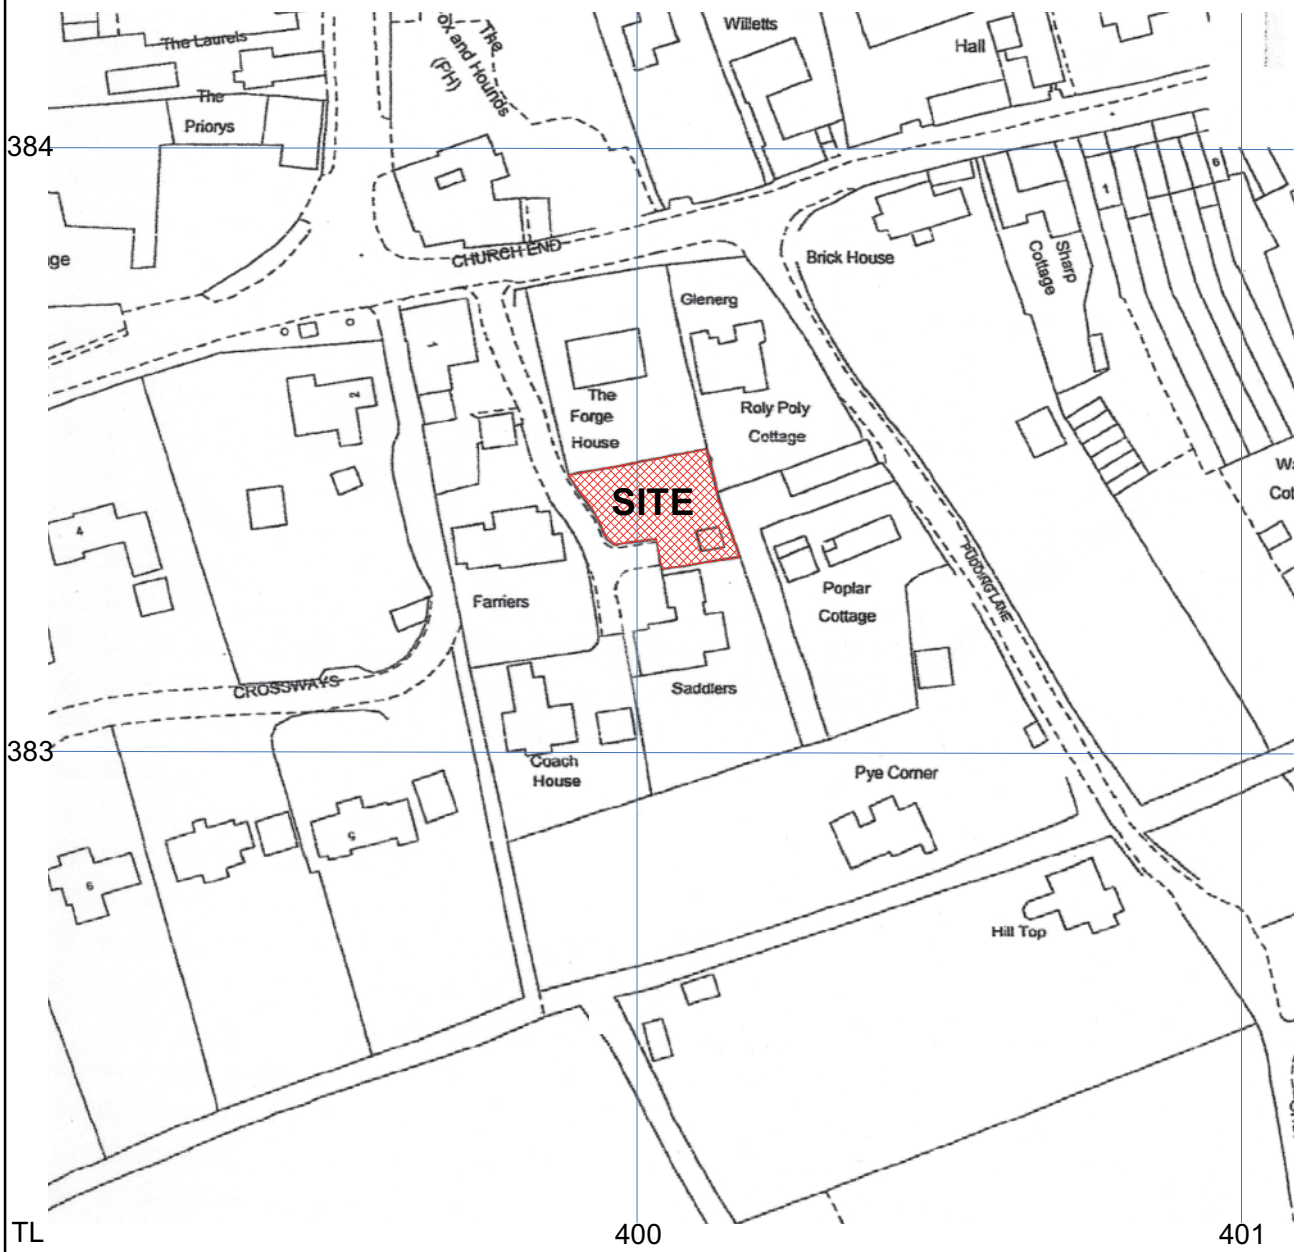 The Laurels
The
Priorys
The
ox and Hounds
(PH)
Willetts
Hall
384
1
6
ge
CHURCH END
Brick House
Sharp
Cottage
Glenerg
1
2
The
Forge
House
Roly Poly
Cottage
Wa
Cot
SITE
4
Farriers
Poplar
Cottage
PUDDING LANE
CROSSWAYS
Saddlers
383
Coach
House
Pye Corner
5
6
Hill Top
TL
400
401